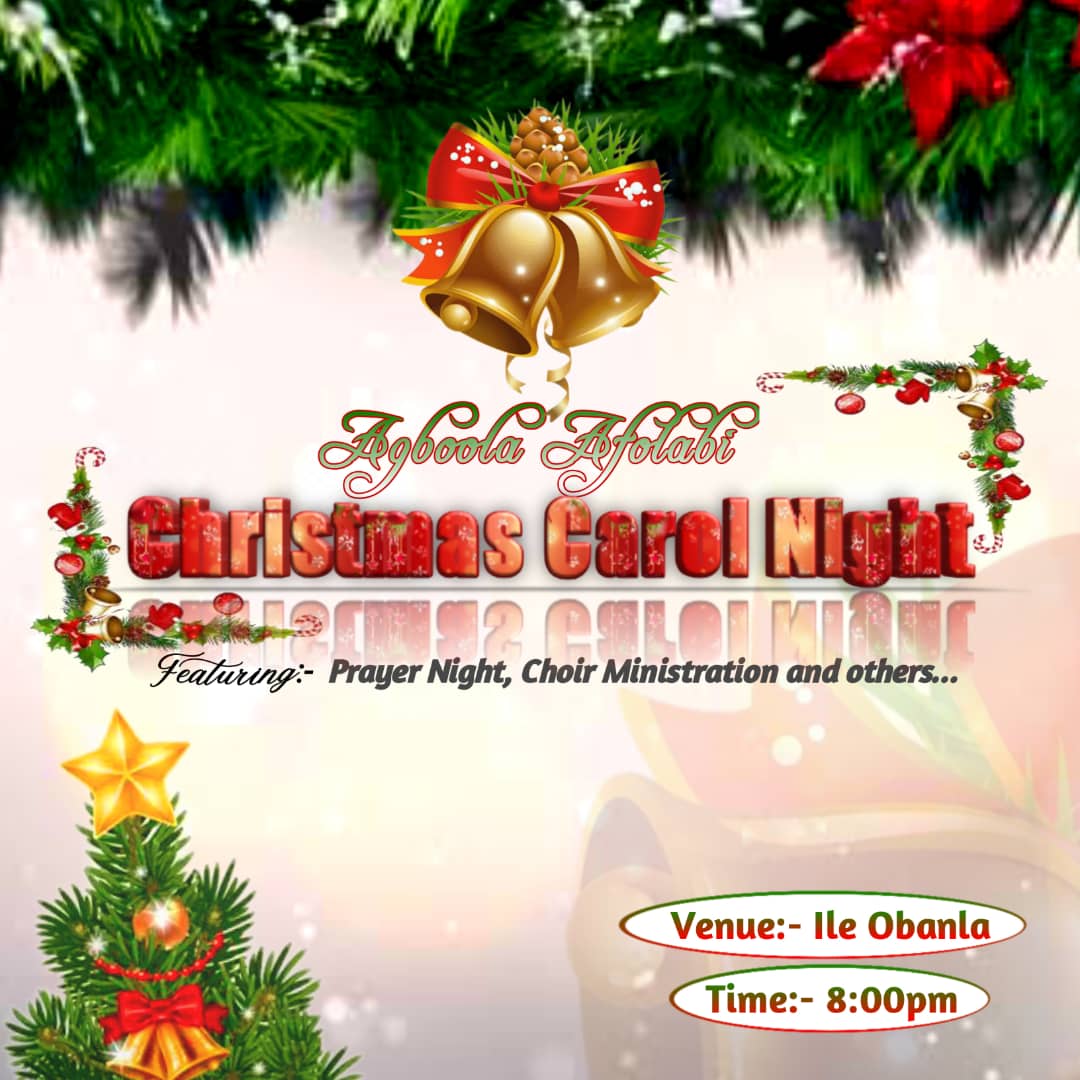 Agboola Afolabi
Christmas Carol Night
Featuring:- Prayer Night, Choir Ministration and others...
Venue:- Ile Obanla
Time:- 8:00pm